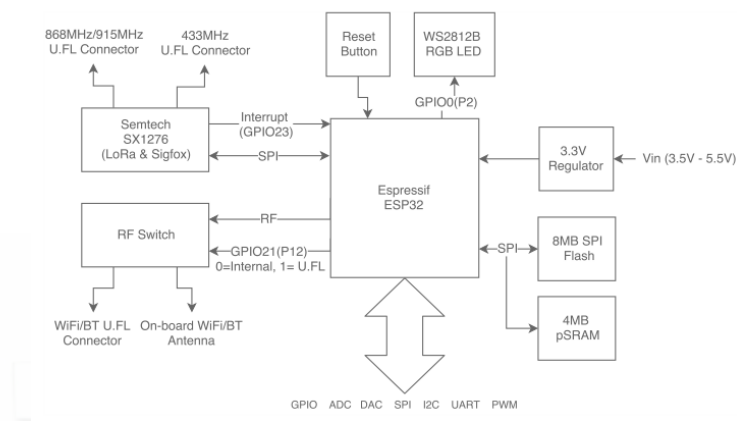 868MHz/915MHz
U.FL Connector
433MHz
U.FL Connector
Reset
Button
WS2812B
RGB LED
GPIO0(P2)
Semtech
SX1276
(LoRa & Sigfox)
Interrupt
(GPIO23)
SPI
Espressif
ESP32
3.3V
Regulator
Vin (3.5V - 5.5V)
RF Switch
RF
GPIO21(P12)
0=Internal, 1= U.FL
SPI
8MB SPI
Flash
4MB
pSRAM
WiFi/BT U.FL
Connector
On-board WiFi/BT
Antenna
GPIO ADC DAC SPI I2C UART PWM